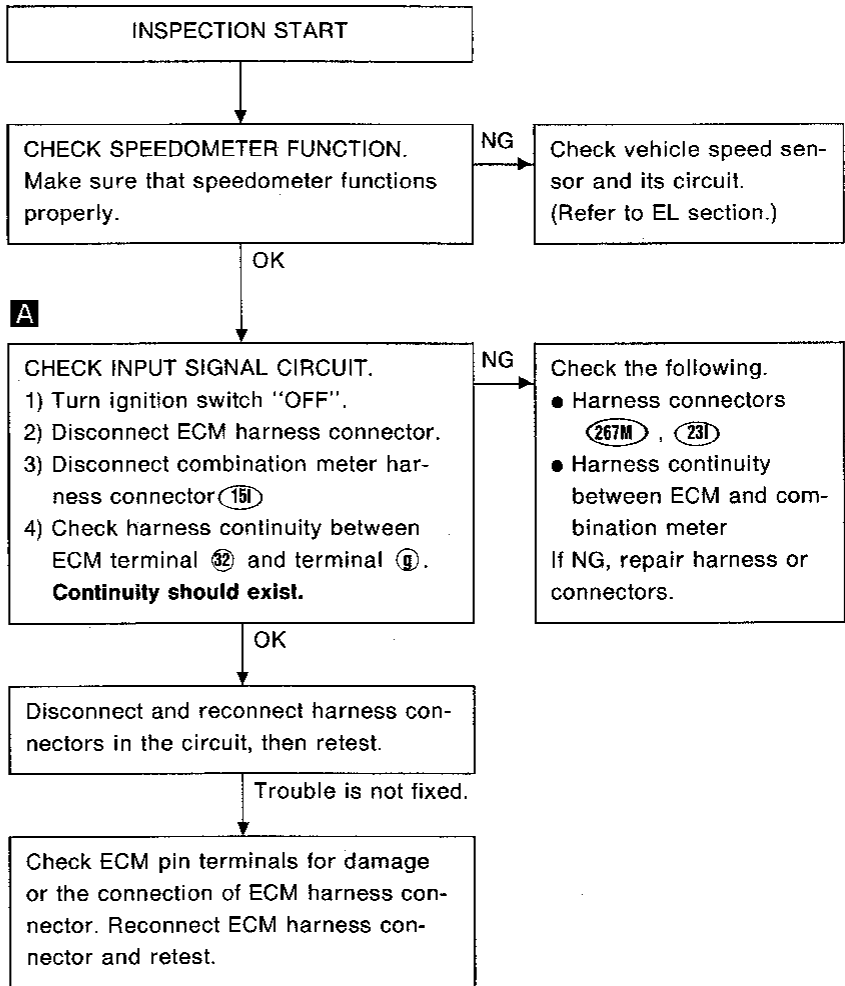 INSPECTION START
CHECK SPEEDOMETER FUNCTION.
Make sure that speedometer functions
properly.
NG
Check vehicle speed sen-
sor and its circuit.
(Refer to EL section.)
OK
A
CHECK INPUT SIGNAL CIRCUIT.
1) Turn ignition switch "OFF".
2) Disconnect ECM harness connector.
3) Disconnect combination meter har-
ness connector 15I
4) Check harness continuity between
ECM terminal 32 and terminal g.
Continuity should exist.
NG
Check the following.
● Harness connectors
267M , 23I
● Harness continuity
between ECM and com-
bination meter
If NG, repair harness or
connectors.
OK
Disconnect and reconnect harness con-
nectors in the circuit, then retest.
Trouble is not fixed.
Check ECM pin terminals for damage
or the connection of ECM harness con-
nector. Reconnect ECM harness con-
nector and retest.